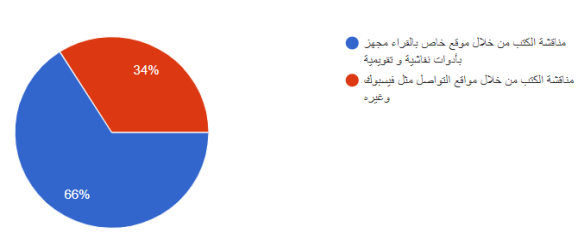 مناقشة الكتب من خلال موقع خاص بالقراء مجهز
بأدوات نقاشية و تقويمية
مناقشة الكتب من خلال مواقع التواصل مثل فيسبوك
وغيره
34%
66%